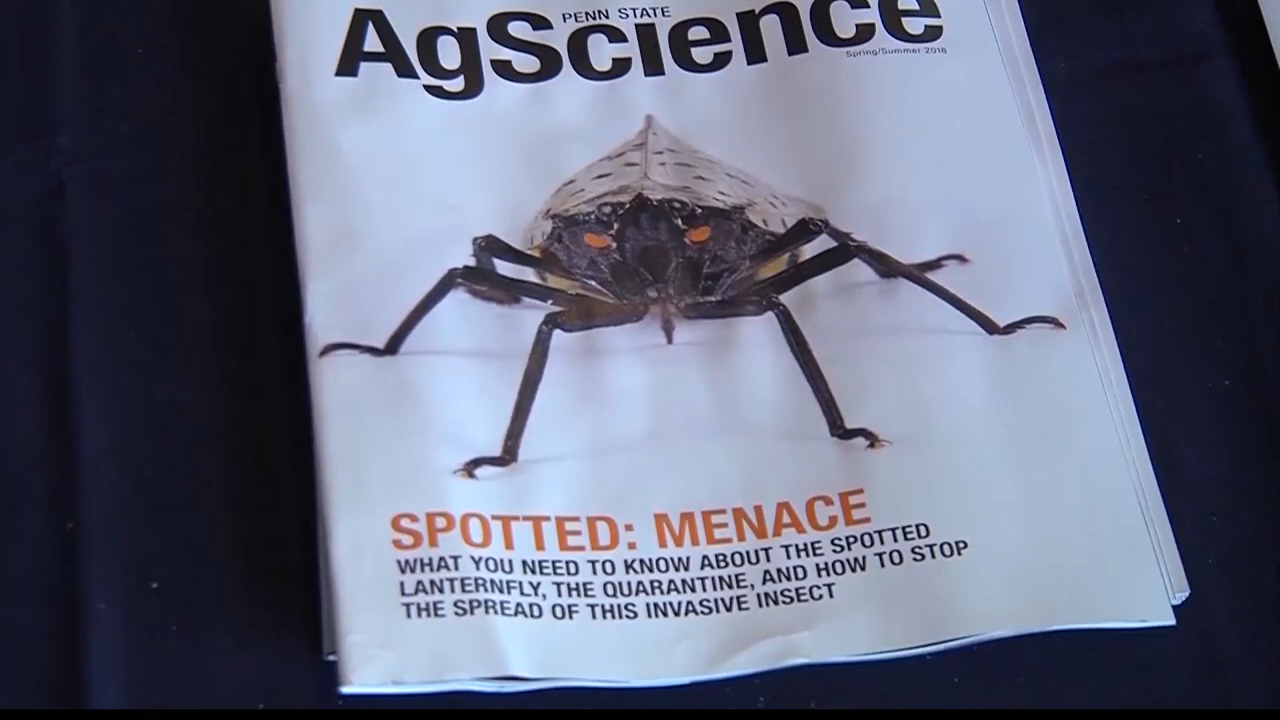 PENN STATE
AgScience
Spring/Summer 2018
SPOTTED: MENACE
WHAT YOU NEED TO KNOW ABOUT THE SPOTTED
LANTERNFLY, THE QUARANTINE, AND HOW TO STOP
THE SPREAD OF THIS INVASIVE INSECT